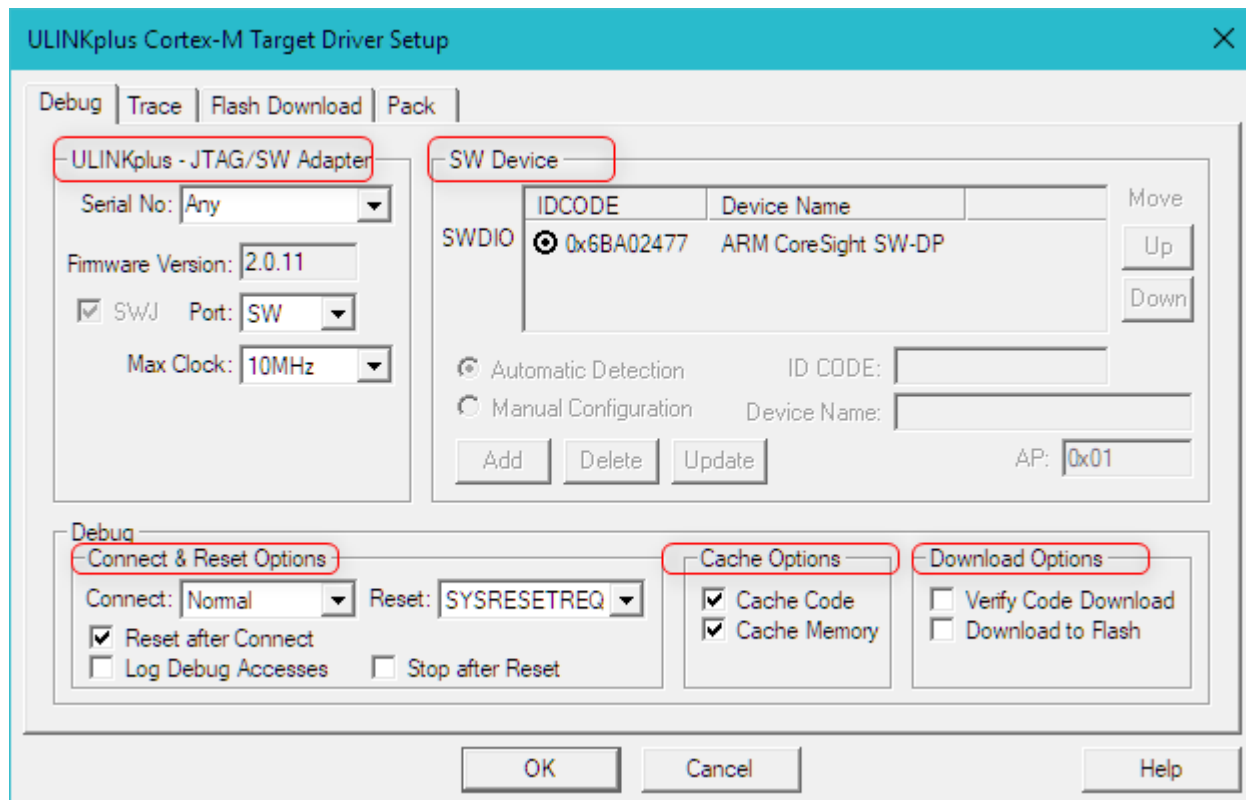 ULINKplus Cortex-M Target Driver Setup
Debug Trace Flash Download Pack
ULINKplus - JTAG/SW Adapter
Serial No: Any
Firmware Version: 2.0.11
SWJ Port: SW
Max Clock: 10MHz
SW Device
IDCODE Device Name
SWDIO 0x6BA02477 ARM CoreSight SW-DP
Move
Up
Down
Automatic Detection ID CODE:
Manual Configuration Device Name:
Add Delete Update AP: 0x01
Debug
Connect & Reset Options
Connect: Normal Reset: SYSRESETREQ
Reset after Connect
Log Debug Accesses Stop after Reset
Cache Options
Cache Code
Cache Memory
Download Options
Verify Code Download
Download to Flash
OK Cancel Help